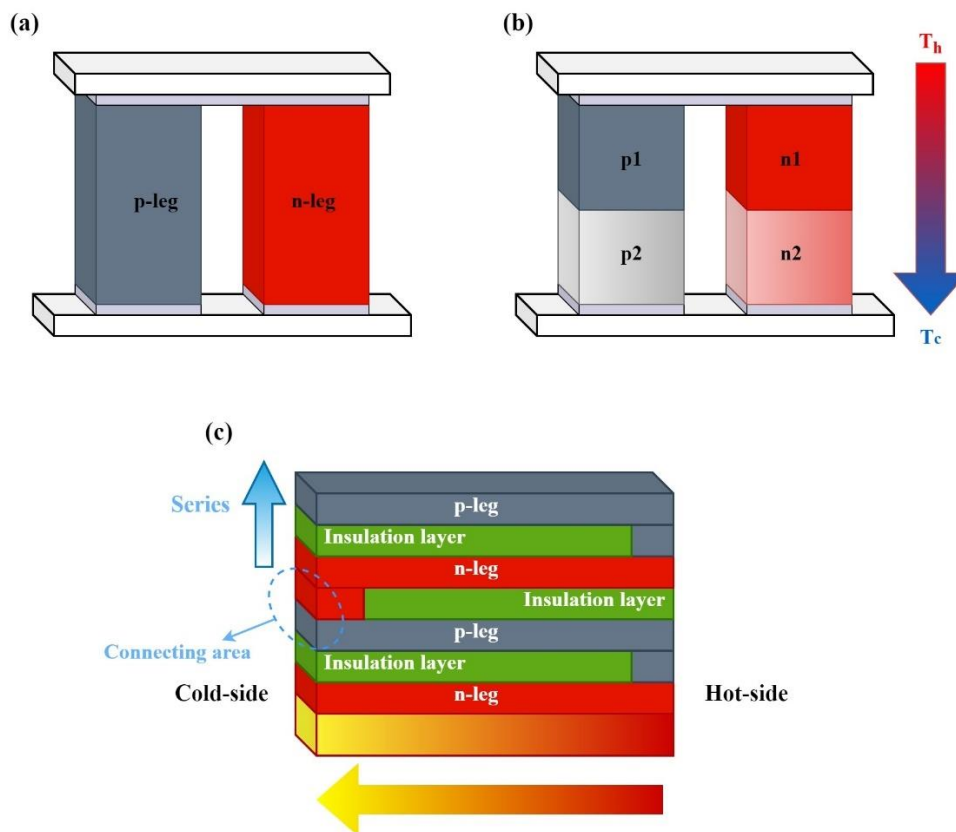 (a)
(b)
Th
p-leg
n-leg
p1
n1
p2
n2
Tc
(c)
Series
p-leg
Insulation layer
n-leg
Insulation layer
p-leg
Connecting area
Insulation layer
Cold-side
n-leg
Hot-side